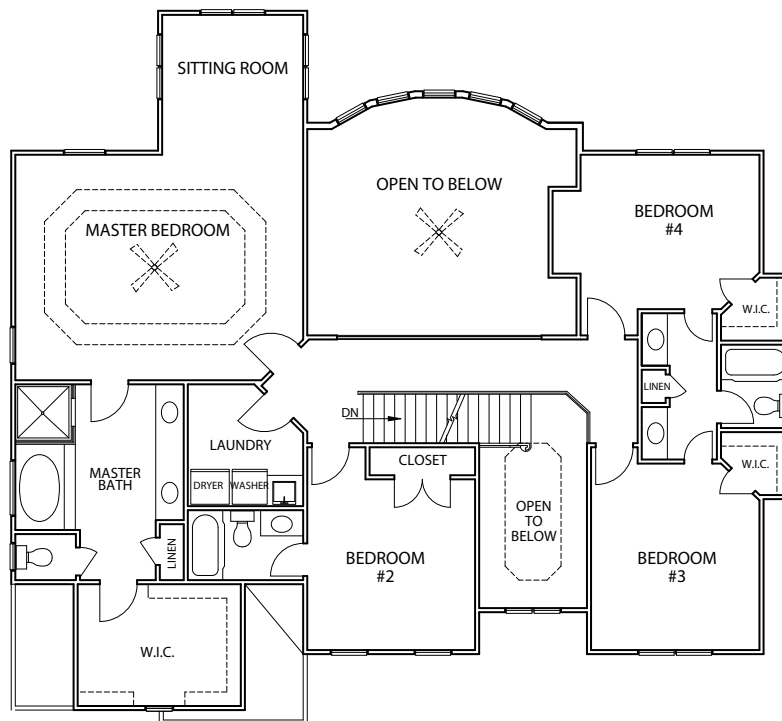 SITTING ROOM
OPEN TO BELOW
MASTER BEDROOM
BEDROOM
#4
W.I.C.
LINEN
DN
LAUNDRY
CLOSET
W.I.C.
MASTER
BATH
DRYER
WASHER
OPEN
TO
BELOW
LINEN
BEDROOM
#2
BEDROOM
#3
W.I.C.